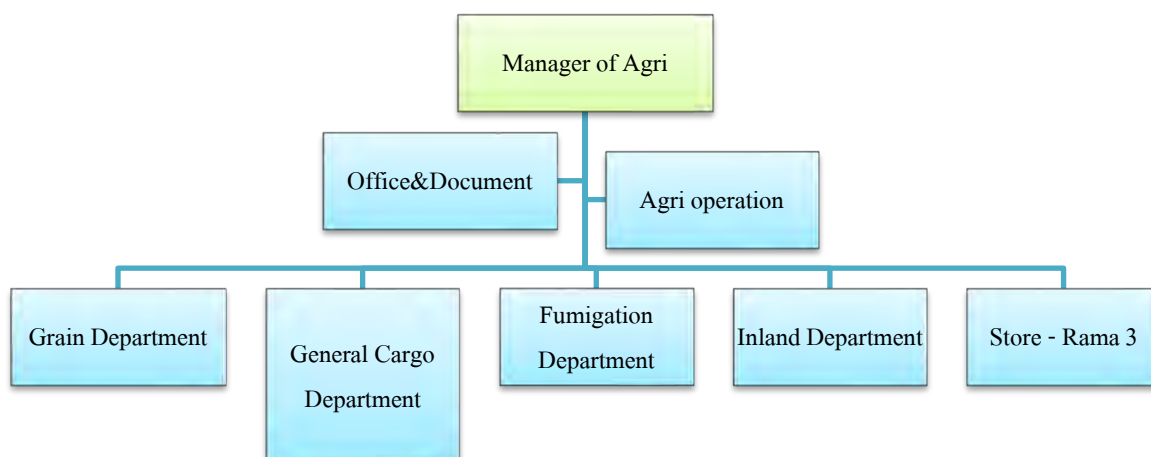 Manager of Agri
Office&Document
Agri operation
Grain Department
General Cargo
Department
Fumigation
Department
Inland Department
Store - Rama 3